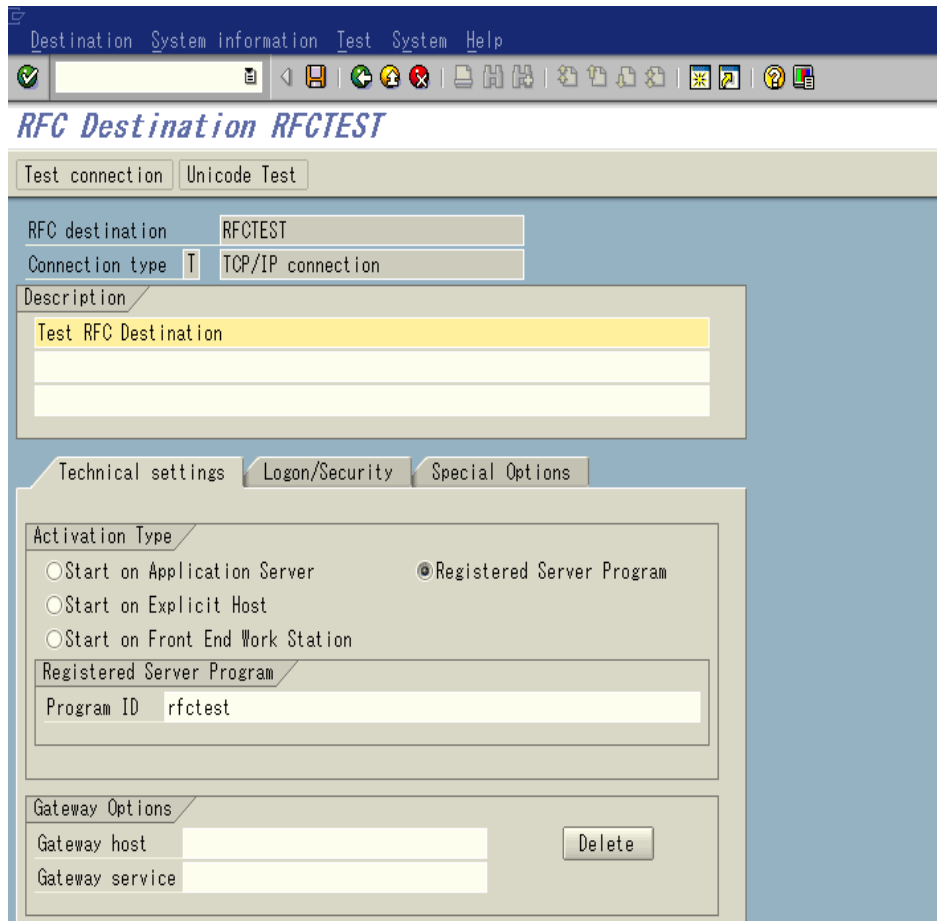 Destination System information Test System Help
RFC Destination RFCTEST
Test connection Unicode Test
RFC destination RFCTEST
Connection type T TCP/IP connection
Description
Test RFC Destination
Technical settings Logon/Security Special Options
Activation Type
Start on Application Server Registered Server Program
Start on Explicit Host
Start on Front End Work Station
Registered Server Program
Program ID rfctest
Gateway Options
Gateway host Delete
Gateway service